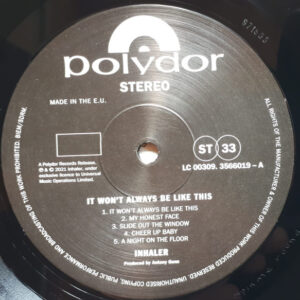 polydor
STEREO
MADE IN THE E.U.
ST 33
A Polydor Records Release.
℗ & © 2021 Inhaler, under
exclusive licence to Universal
Music Operations Limited.
LC 00309. 3566019 - A
IT WON'T ALWAYS BE LIKE THIS
1. IT WON'T ALWAYS BE LIKE THIS
2. MY HONEST FACE
3. SLIDE OUT THE WINDOW
4. CHEER UP BABY
5. A NIGHT ON THE FLOOR
INHALER
Produced by Antony Genn
ALL RIGHTS OF THE MANUFACTURER & OWNER OF THIS WORK PRODUCED RESERVED. UNAUTHORISED COPYING, PUBLIC PERFORMANCE AND BROADCASTING OF THIS WORK PROHIBITED. BIEM/SDRM.